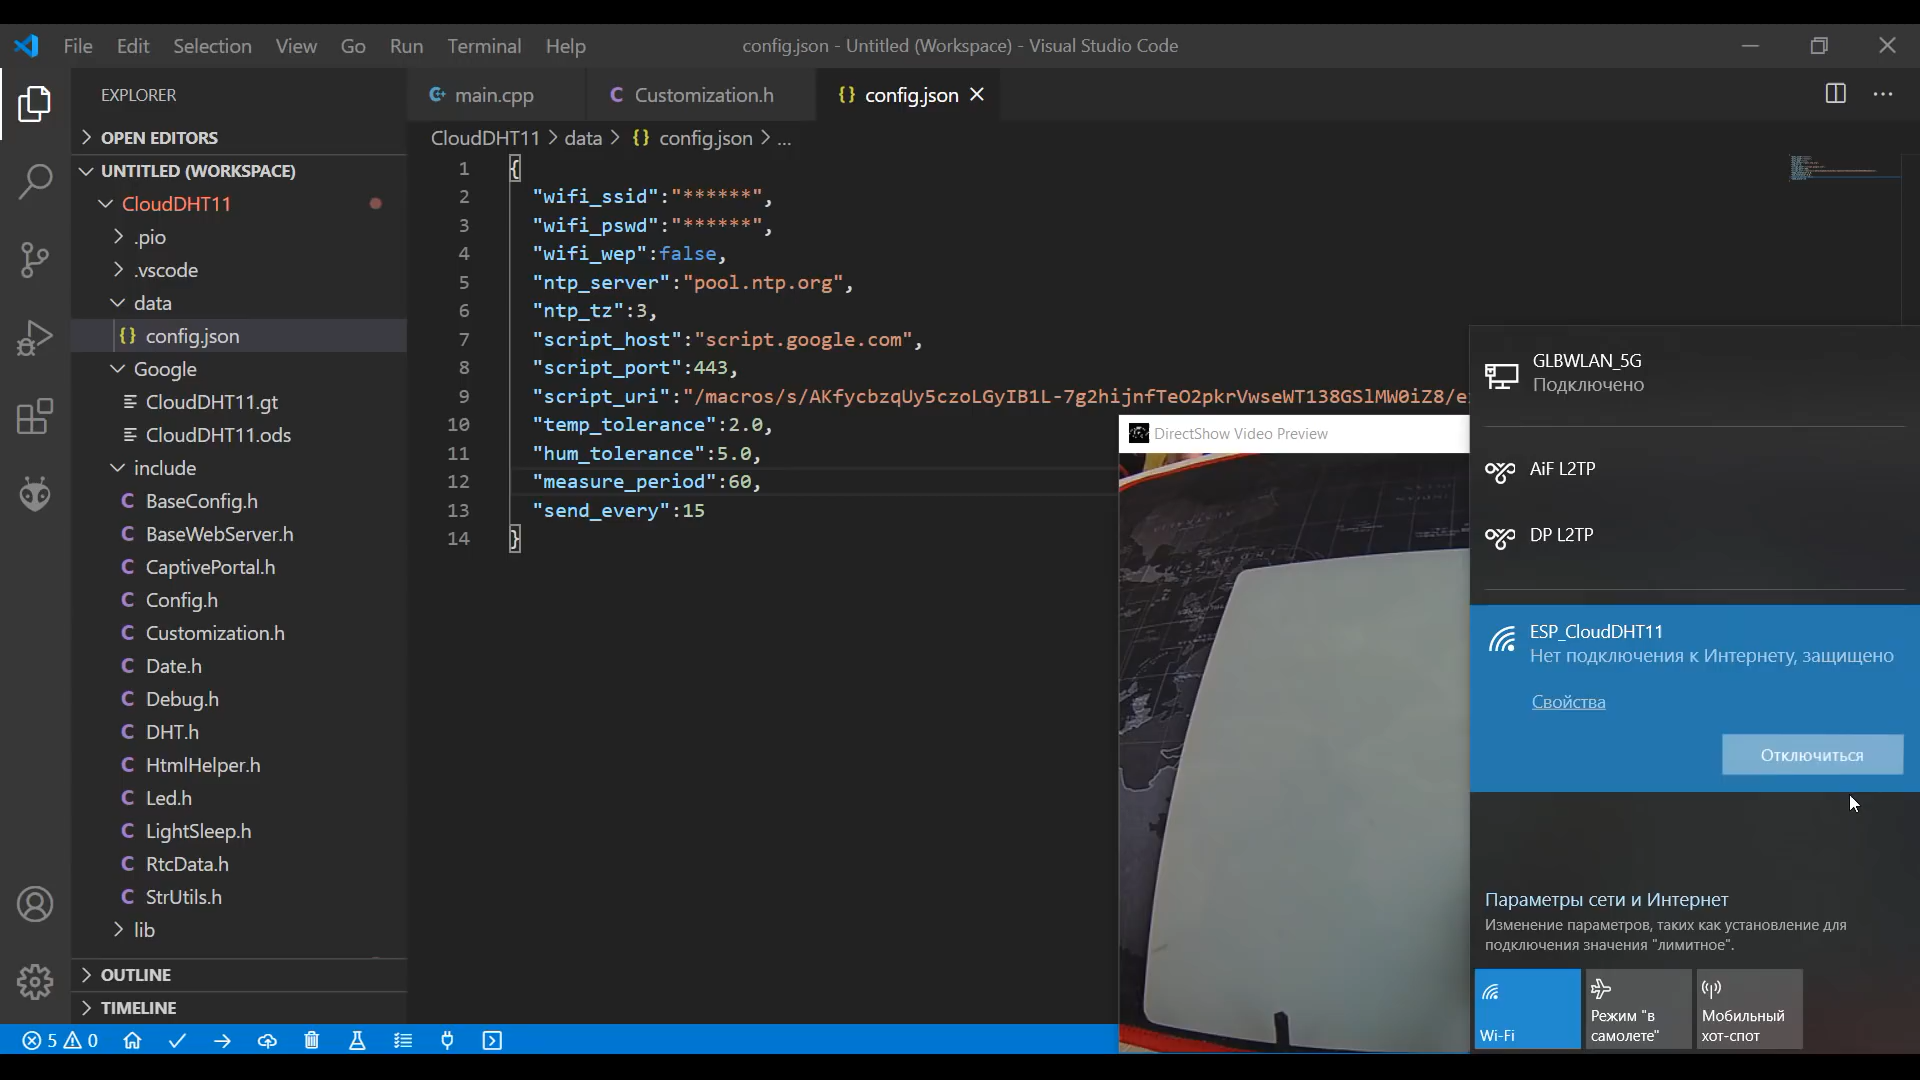 File Edit Selection View Go Run Terminal Help
config.json - Untitled (Workspace) - Visual Studio Code
EXPLORER
OPEN EDITORS
UNTITLED (WORKSPACE)
CloudDHT11
.pio
.vscode
data
config.json
Google
CloudDHT11.gt
CloudDHT11.ods
include
BaseConfig.h
BaseWebServer.h
CaptivePortal.h
Config.h
Customization.h
Date.h
Debug.h
DHT.h
HtmlHelper.h
Led.h
LightSleep.h
RtcData.h
StrUtils.h
lib
OUTLINE
TIMELINE
main.cpp
Customization.h
config.json
CloudDHT11 > data > {} config.json > ...
1 {
2 "wifi_ssid":"******",
3 "wifi_pswd":"******",
4 "wifi_wep":false,
5 "ntp_server":"pool.ntp.org",
6 "ntp_tz":3,
7 "script_host":"script.google.com",
8 "script_port":443,
9 "script_uri":"/macros/s/AKfycbzqUy5czoLGyIB1L-7g2hijnfTeO2pkrVwseWT138GSlMW0iZ8/e
10 "temp_tolerance":2.0,
11 "hum_tolerance":5.0,
12 "measure_period":60,
13 "send_every":15
14 }
DirectShow Video Preview
GLBWLAN_5G
Подключено
AiF L2TP
DP L2TP
ESP_CloudDHT11
Нет подключения к Интернету, защищено
Свойства
Отключиться
Параметры сети и Интернет
Изменение параметров, таких как установление для
подключения значения "лимитное".
Wi-Fi
Режим "в
самолете"
Мобильный
хот-спот
5 0